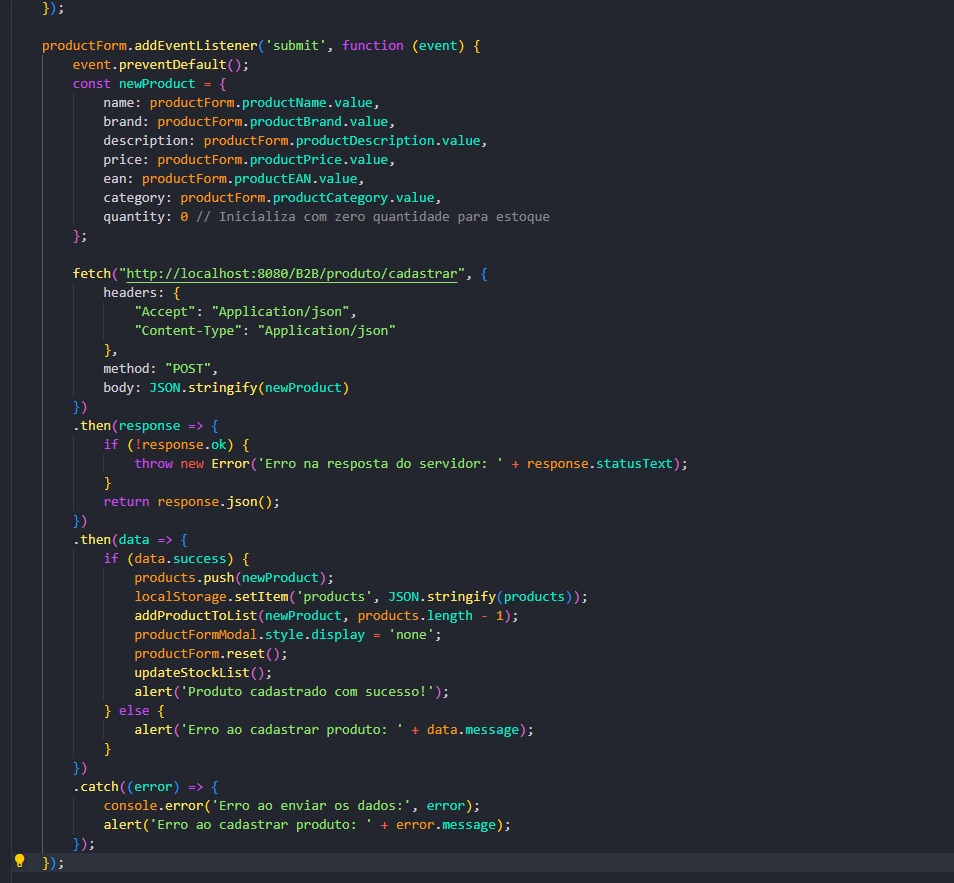 });
productForm.addEventListener('submit', function (event) {
event.preventDefault();
const newProduct = {
name: productForm.productName.value,
brand: productForm.productBrand.value,
description: productForm.productDescription.value,
price: productForm.productPrice.value,
ean: productForm.productEAN.value,
category: productForm.productCategory.value,
quantity: 0 // Inicializa com zero quantidade para estoque
};
fetch("http://localhost:8080/B2B/produto/cadastrar", {
headers: {
"Accept": "Application/json",
"Content-Type": "Application/json"
},
method: "POST",
body: JSON.stringify(newProduct)
})
.then(response => {
if (!response.ok) {
throw new Error('Erro na resposta do servidor: ' + response.statusText);
}
return response.json();
})
.then(data => {
if (data.success) {
products.push(newProduct);
localStorage.setItem('products', JSON.stringify(products));
addProductToList(newProduct, products.length - 1);
productFormModal.style.display = 'none';
productForm.reset();
updateStockList();
alert('Produto cadastrado com sucesso!');
} else {
alert('Erro ao cadastrar produto: ' + data.message);
}
})
.catch((error) => {
console.error('Erro ao enviar os dados:', error);
alert('Erro ao cadastrar produto: ' + error.message);
});
});